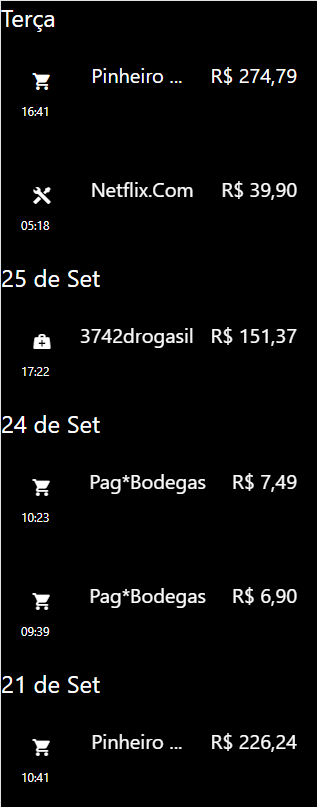 Terça
Pinheiro ... R$ 274,79
16:41
Netflix.Com R$ 39,90
05:18
25 de Set
3742drogasil R$ 151,37
17:22
24 de Set
Pag*Bodegas R$ 7,49
10:23
Pag*Bodegas R$ 6,90
09:39
21 de Set
Pinheiro ... R$ 226,24
10:41